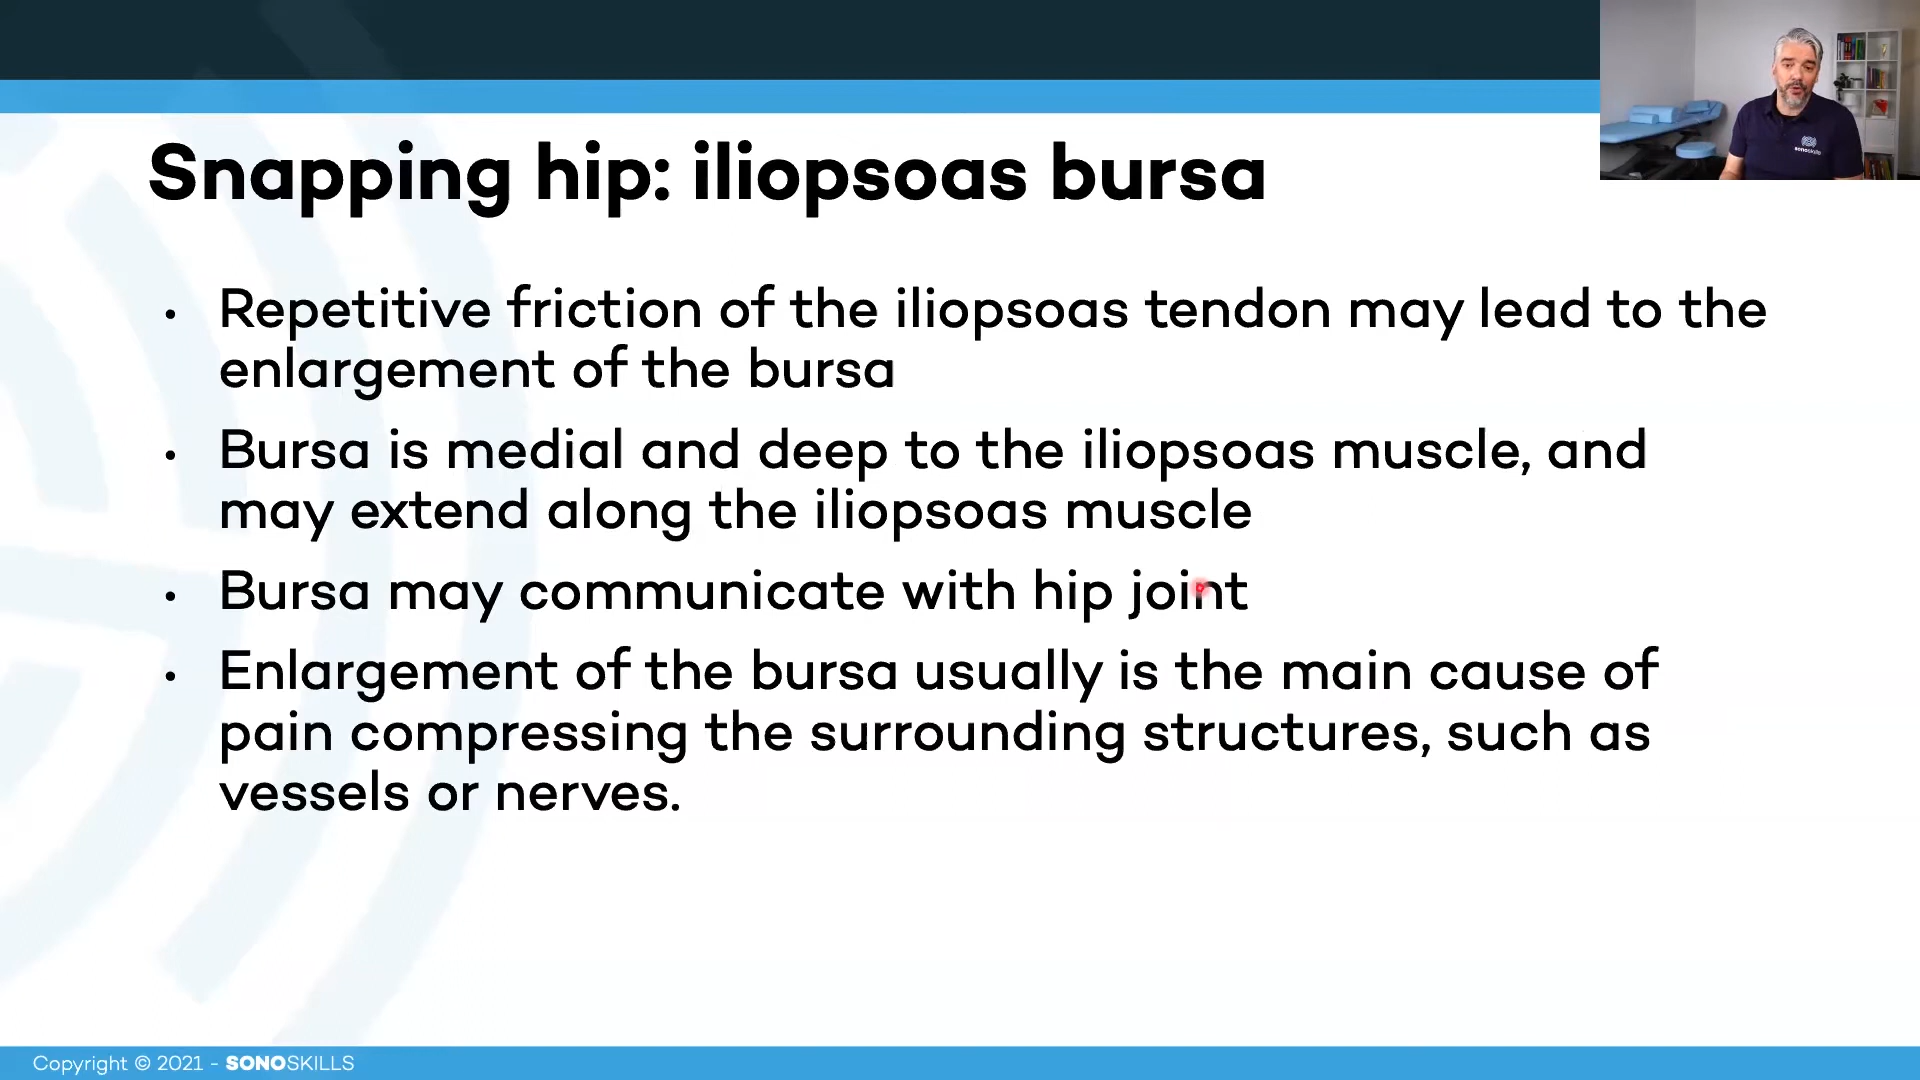 Snapping hip: iliopsoas bursa
• Repetitive friction of the iliopsoas tendon may lead to the
enlargement of the bursa
• Bursa is medial and deep to the iliopsoas muscle, and
may extend along the iliopsoas muscle
• Bursa may communicate with hip joint
• Enlargement of the bursa usually is the main cause of
pain compressing the surrounding structures, such as
vessels or nerves.
sonoskills
Copyright © 2021 - SONOSKILLS